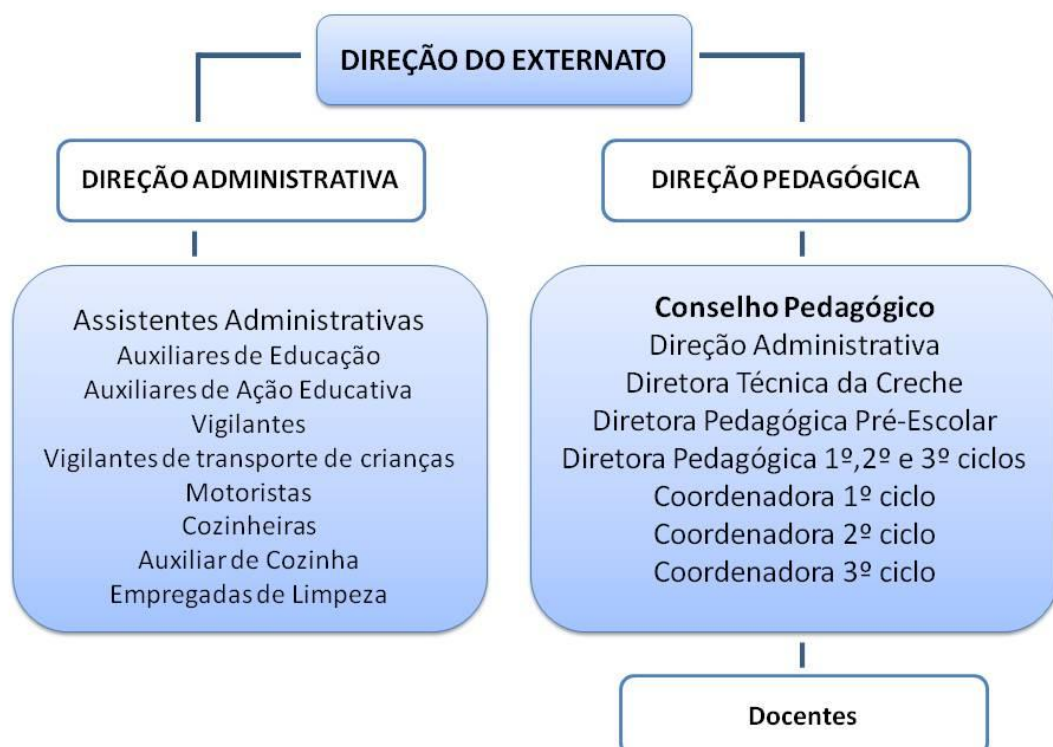 DIREÇÃO DO EXTERNATO
DIREÇÃO ADMINISTRATIVA
DIREÇÃO PEDAGÓGICA
Assistentes Administrativas
Auxiliares de Educação
Auxiliares de Ação Educativa
Vigilantes
Vigilantes de transporte de crianças
Motoristas
Cozinheiras
Auxiliar de Cozinha
Empregadas de Limpeza
Conselho Pedagógico
Direção Administrativa
Diretora Técnica da Creche
Diretora Pedagógica Pré-Escolar
Diretora Pedagógica 1º,2º e 3º ciclos
Coordenadora 1º ciclo
Coordenadora 2º ciclo
Coordenadora 3º ciclo
Docentes